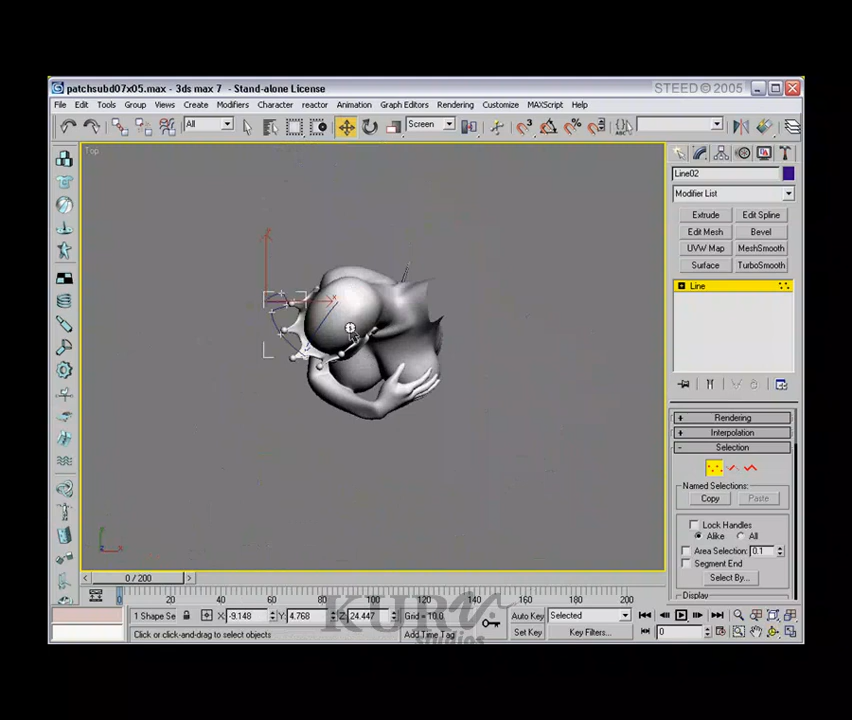 patchsubd07x05.max - 3ds max 7 - Stand-alone License
STEED©2005
File Edit Tools Group Views Create Modifiers Character reactor Animation Graph Editors Rendering Customize MAXScript Help
All
Screen
Top
Line02
Modifier List
Extrude Edit Spline
Edit Mesh Bevel
UVW Map MeshSmooth
Surface TurboSmooth
Line
Rendering
Interpolation
Selection
Named Selections:
Copy Paste
Lock Handles
Alike All
Area Selection: 0.1
Segment End
Select By...
Display
0 / 200
0 20 40 60 80 100 120 140 160 180 200
1 Shape Se X: -9.148 Y: 4.768 Z: 24.447 Grid = 10.0 Auto Key Selected
Click or click-and-drag to select objects Add Time Tag Set Key Key Filters... 0
KURV
studios